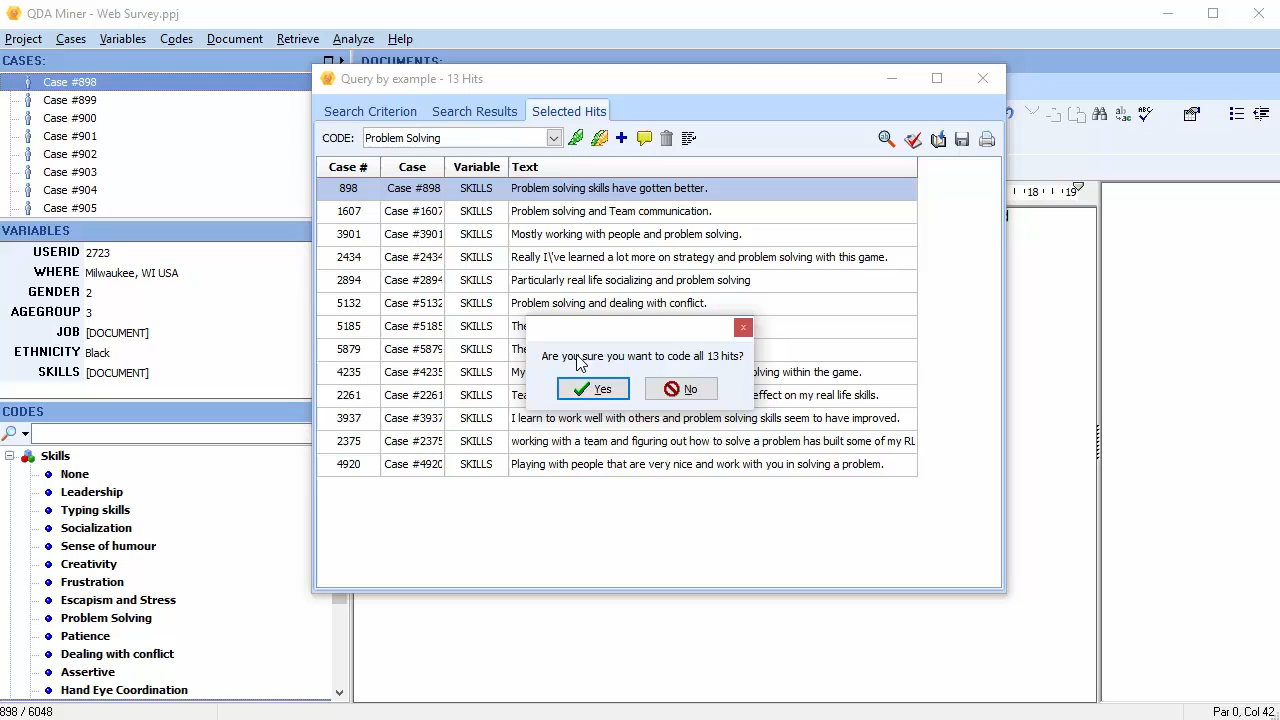 QDA Miner - Web Survey.ppj
Project Cases Variables Codes Document Retrieve Analyze Help
CASES:
Case #898
Case #899
Case #900
Case #901
Case #902
Case #903
Case #904
Case #905
VARIABLES
USERID 2723
WHERE Milwaukee, WI USA
GENDER 2
AGEGROUP 3
JOB [DOCUMENT]
ETHNICITY Black
SKILLS [DOCUMENT]
CODES
Skills
None
Leadership
Typing skills
Socialization
Sense of humour
Creativity
Frustration
Escapism and Stress
Problem Solving
Patience
Dealing with conflict
Assertive
Hand Eye Coordination
DOCUMENTS:
18 19
Query by example - 13 Hits
Search Criterion Search Results Selected Hits
CODE: Problem Solving
Case # Case Variable Text
898 Case #898 SKILLS Problem solving skills have gotten better.
1607 Case #1607 SKILLS Problem solving and Team communication.
3901 Case #3901 SKILLS Mostly working with people and problem solving.
2434 Case #2434 SKILLS Really I\'ve learned a lot more on strategy and problem solving with this game.
2894 Case #2894 SKILLS Particularly real life socializing and problem solving
5132 Case #5132 SKILLS Problem solving and dealing with conflict.
5185 Case #5185 SKILLS
5879 Case #5879 SKILLS
4235 Case #4235 SKILLS My within the game.
2261 Case #2261 SKILLS effect on my real life skills.
3937 Case #3937 SKILLS I learn to work well with others and problem solving skills seem to have improved.
2375 Case #2375 SKILLS working with a team and figuring out how to solve a problem has built some of my RL
4920 Case #4920 SKILLS Playing with people that are very nice and work with you in solving a problem.
Are you sure you want to code all 13 hits?
Yes No
898 / 6048
Par 0, Col 42